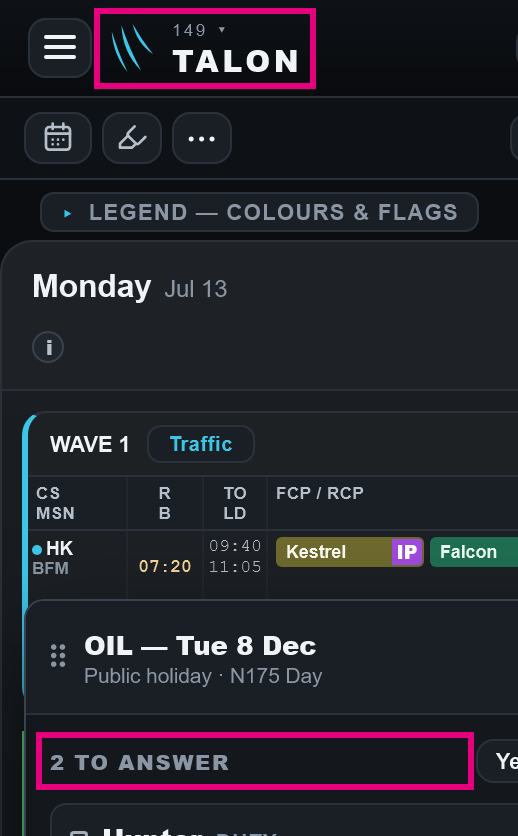 149 ▾
TALON
...
▸ LEGEND — COLOURS & FLAGS
Monday Jul 13
i
WAVE 1 Traffic
CS R TO FCP / RCP
MSN B LD
HK 09:40 Kestrel IP Falcon
BFM 07:20 11:05
OIL — Tue 8 Dec
Public holiday · N175 Day
2 TO ANSWER Ye